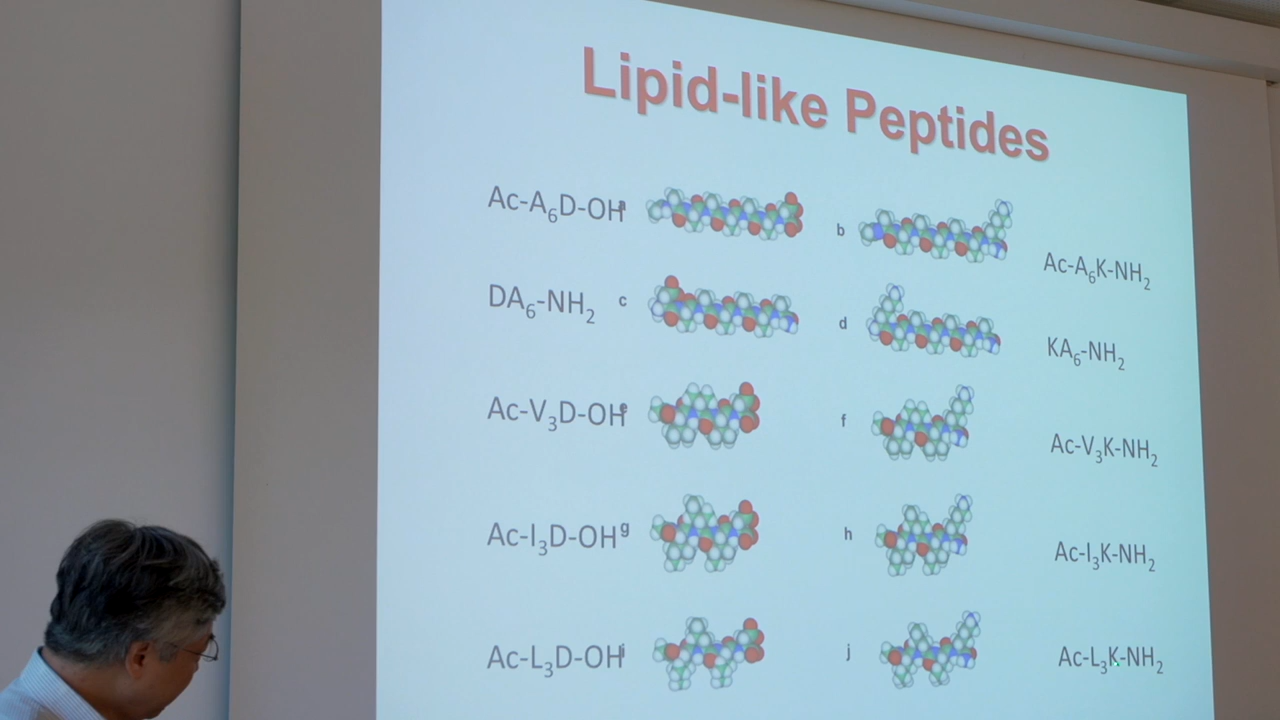 Lipid-like Peptides
Ac-A₆D-OH a b Ac-A₆K-NH₂
DA₆-NH₂ c d KA₆-NH₂
Ac-V₃D-OH e f Ac-V₃K-NH₂
Ac-I₃D-OH g h Ac-I₃K-NH₂
Ac-L₃D-OH i j Ac-L₃K-NH₂